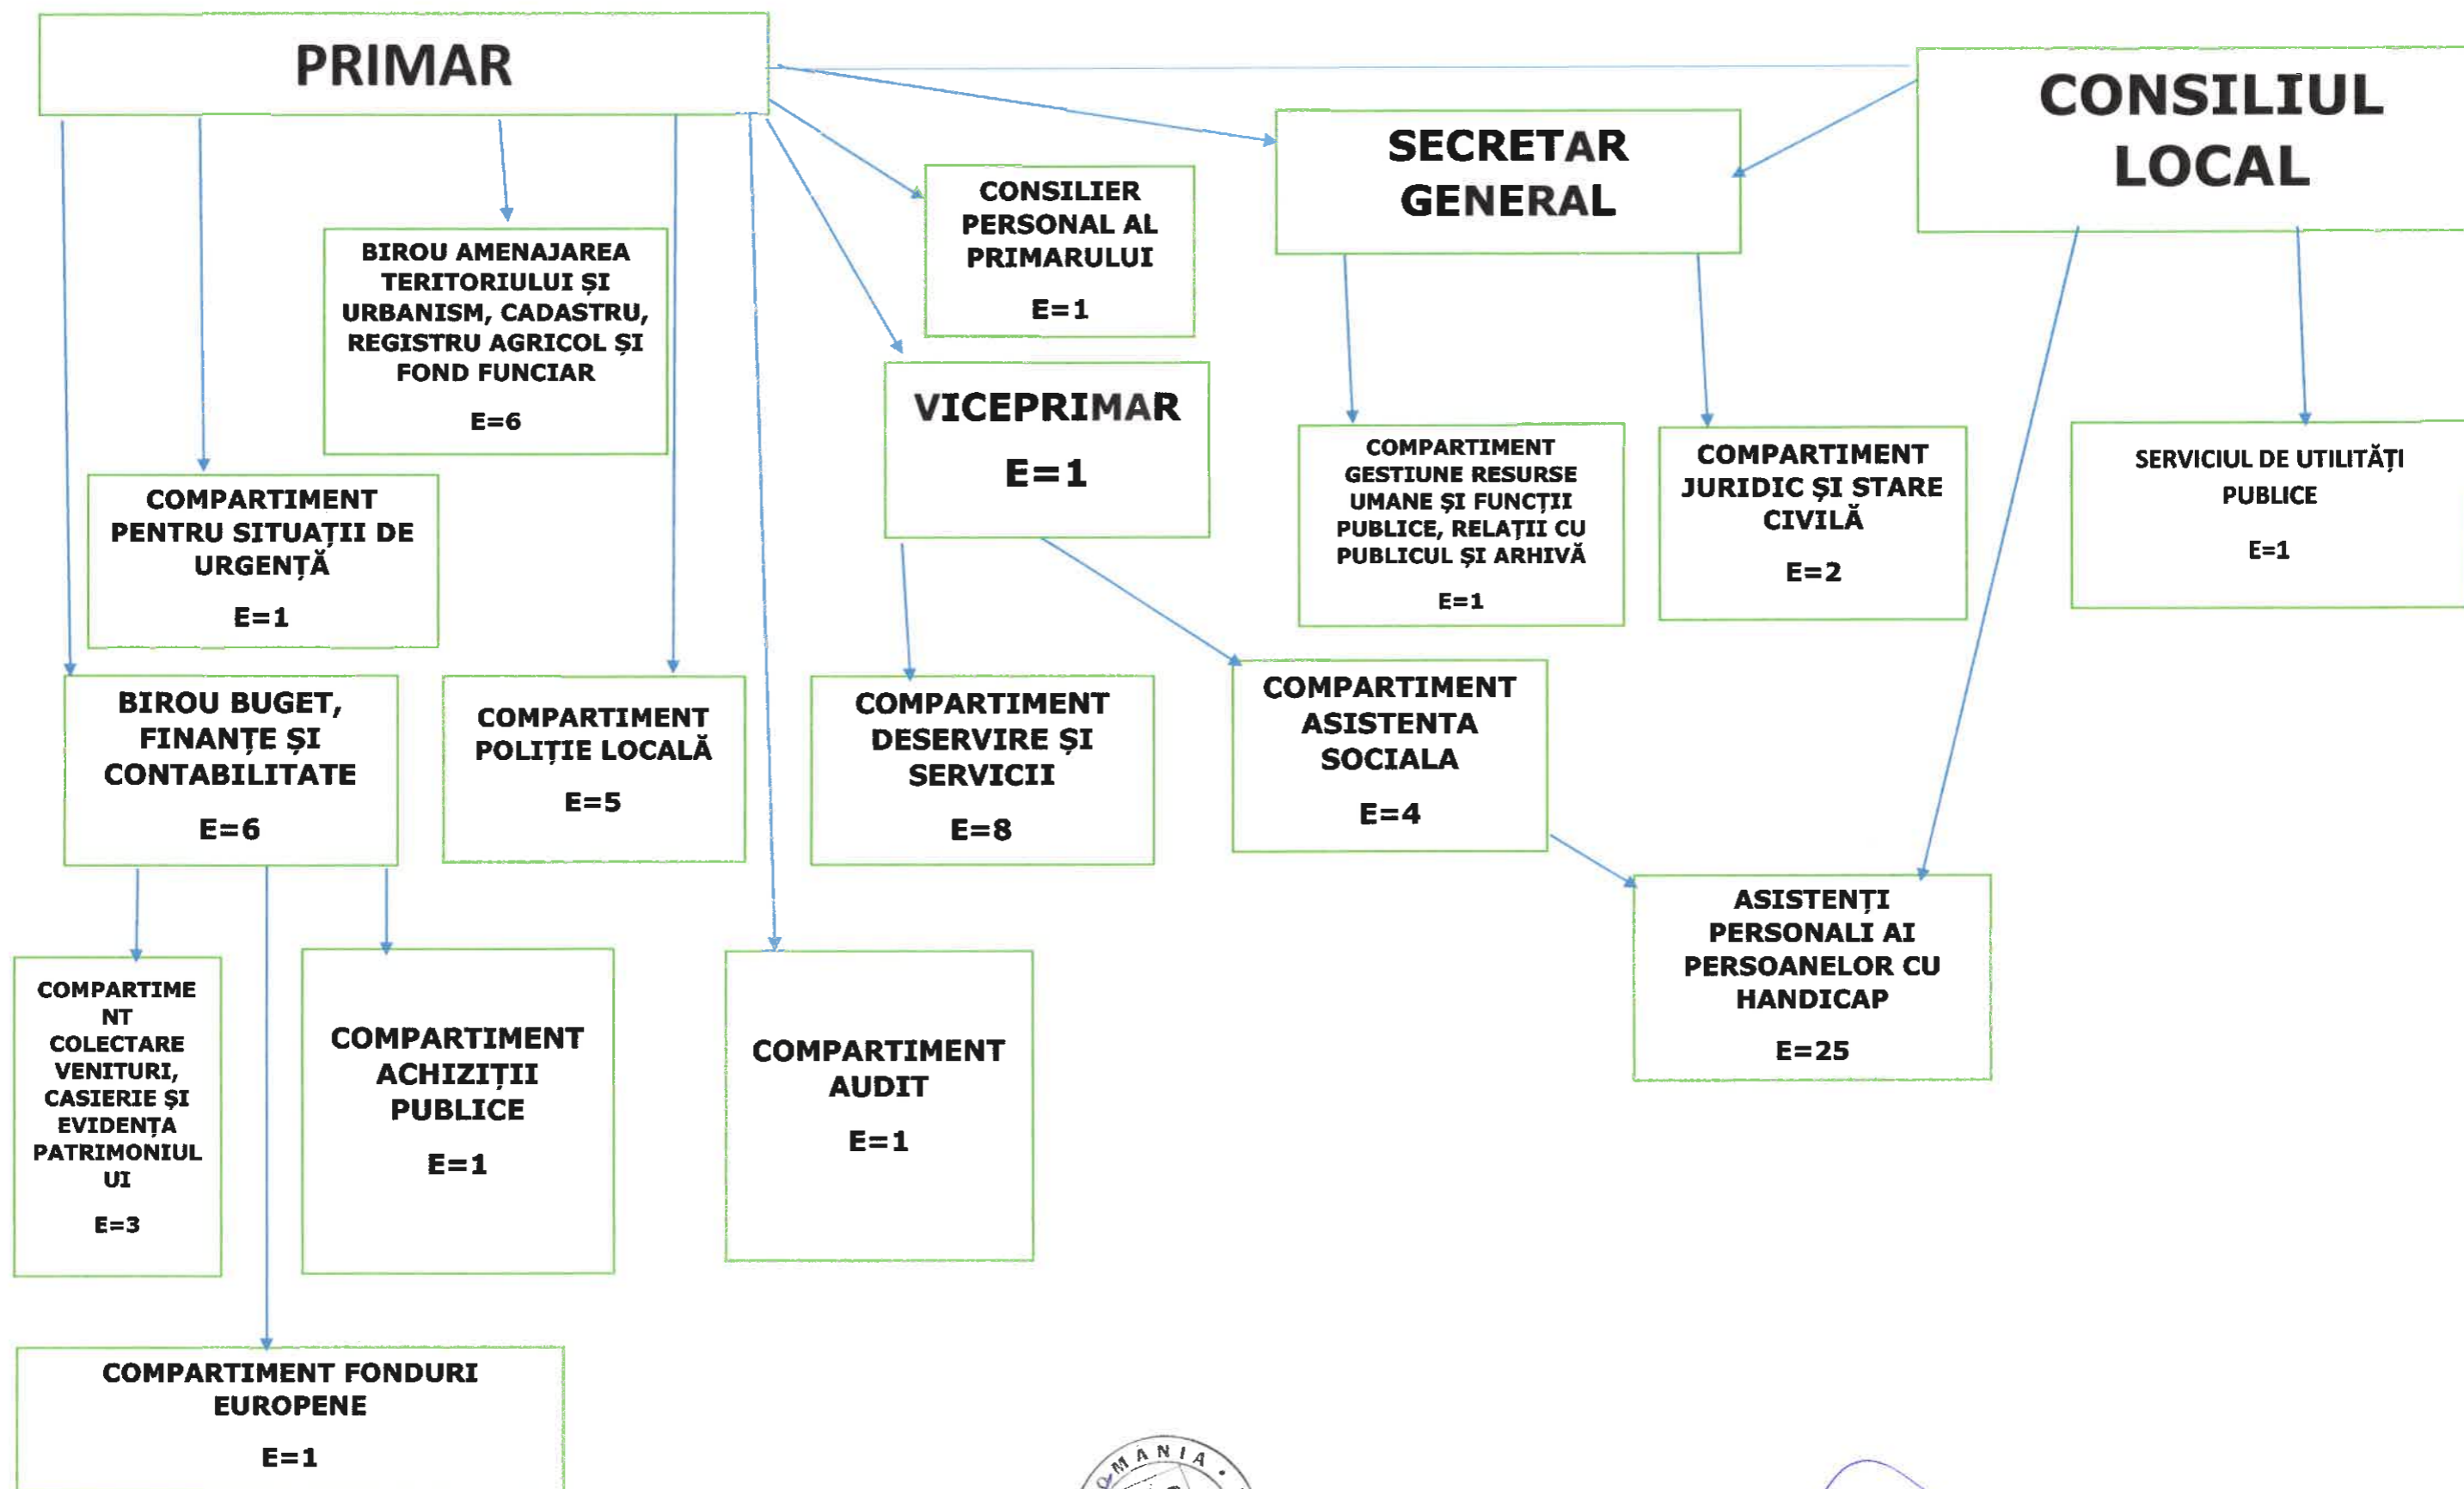 PRIMAR
CONSILIUL
LOCAL
SECRETAR
GENERAL
CONSILIER
PERSONAL AL
PRIMARULUI
E=1
BIROU AMENAJAREA
TERITORIULUI ȘI
URBANISM, CADASTRU,
REGISTRU AGRICOL ȘI
FOND FUNCIAR
E=6
VICEPRIMAR
E=1
COMPARTIMENT
GESTIUNE RESURSE
UMANE ȘI FUNCȚII
PUBLICE, RELAȚII CU
PUBLICUL ȘI ARHIVĂ
E=1
COMPARTIMENT
JURIDIC ȘI STARE
CIVILĂ
E=2
SERVICIUL DE UTILITĂȚI
PUBLICE
E=1
COMPARTIMENT
PENTRU SITUAȚII DE
URGENȚĂ
E=1
BIROU BUGET,
FINANȚE ȘI
CONTABILITATE
E=6
COMPARTIMENT
POLIȚIE LOCALĂ
E=5
COMPARTIMENT
DESERVIRE ȘI
SERVICII
E=8
COMPARTIMENT
ASISTENTA
SOCIALA
E=4
ASISTENȚI
PERSONALI AI
PERSOANELOR CU
HANDICAP
E=25
COMPARTIME
NT
COLECTARE
VENITURI,
CASIERIE ȘI
EVIDENȚA
PATRIMONIUL
UI
E=3
COMPARTIMENT
ACHIZIȚII
PUBLICE
E=1
COMPARTIMENT
AUDIT
E=1
COMPARTIMENT FONDURI
EUROPENE
E=1